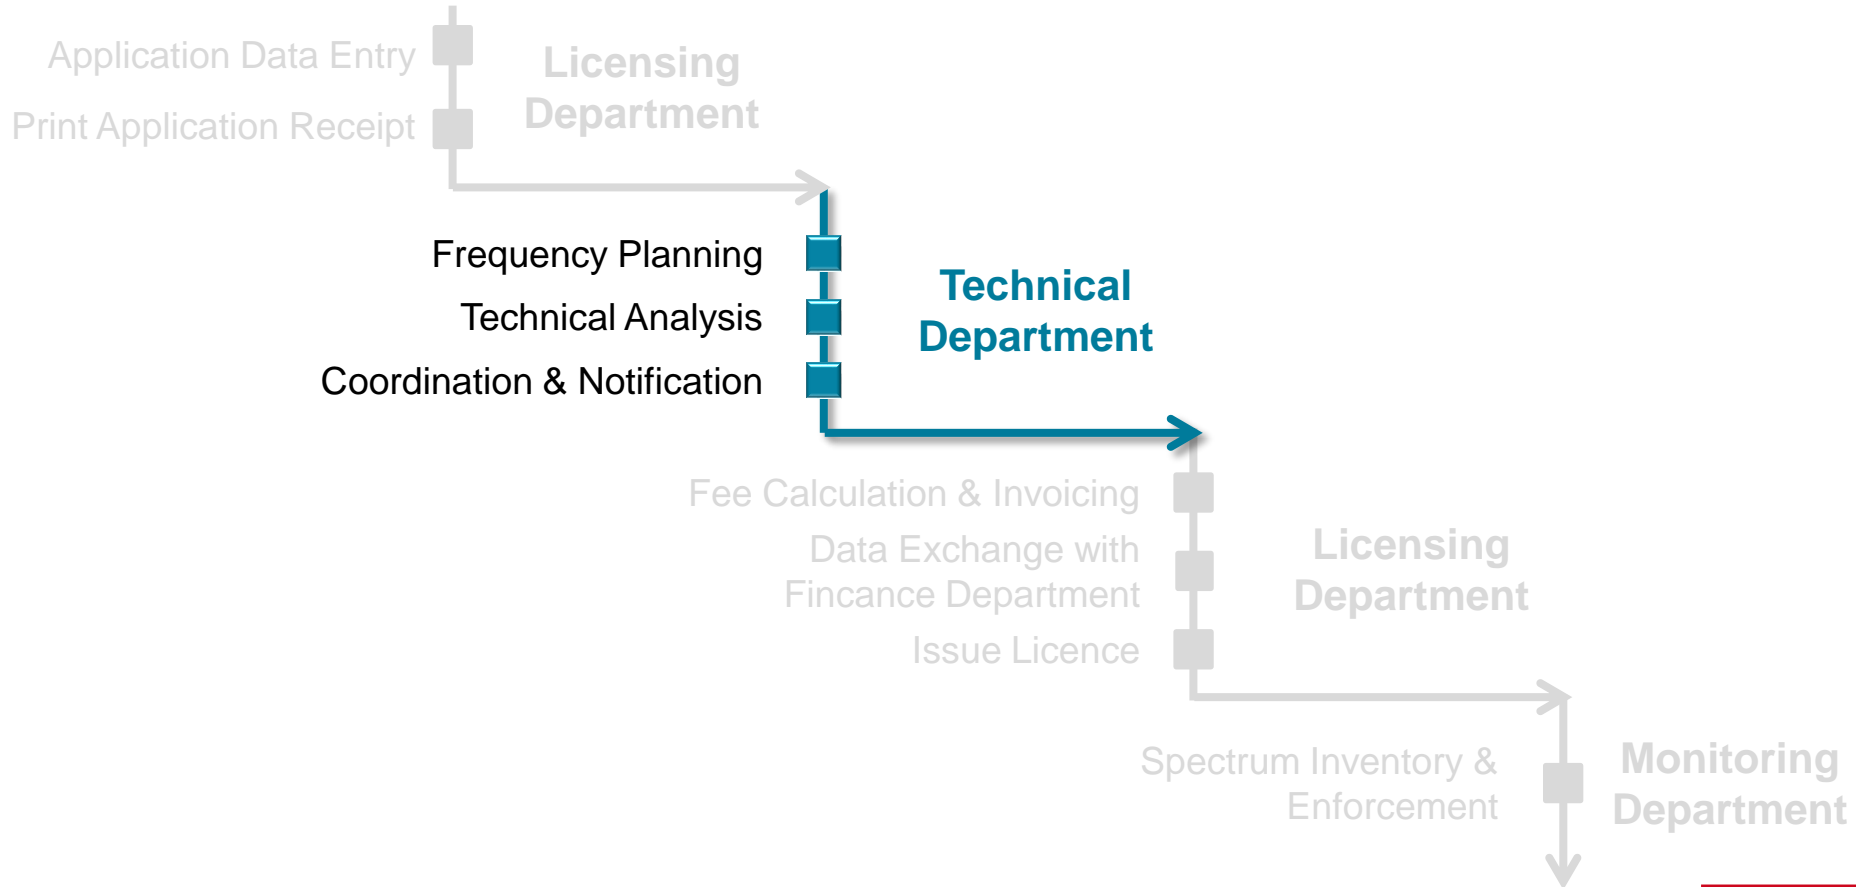 Application Data Entry
Print Application Receipt
Licensing
Department
Frequency Planning
Technical Analysis
Coordination & Notification
Technical
Department
Fee Calculation & Invoicing
Data Exchange with
Fincance Department
Issue Licence
Licensing
Department
Spectrum Inventory &
Enforcement
Monitoring
Department